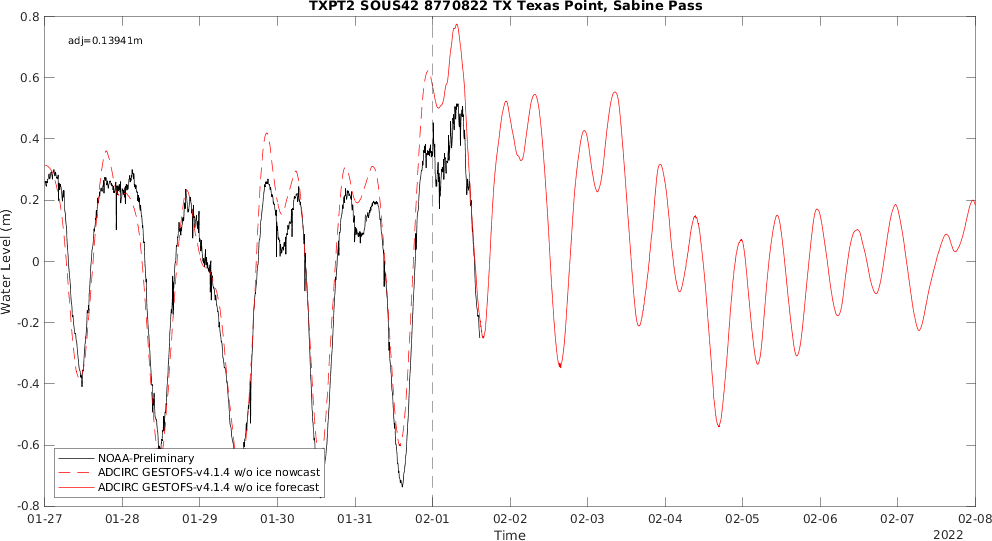 TXPT2 SOUS42 8770822 TX Texas Point, Sabine Pass
adj=0.13941m
0.8
0.6
0.4
0.2
0
-0.2
-0.4
-0.6
-0.8
Water Level (m)
NOAA-Preliminary
ADCIRC GESTOFS-v4.1.4 w/o ice nowcast
ADCIRC GESTOFS-v4.1.4 w/o ice forecast
01-27 01-28 01-29 01-30 01-31 02-01 02-02 02-03 02-04 02-05 02-06 02-07 02-08
Time
2022